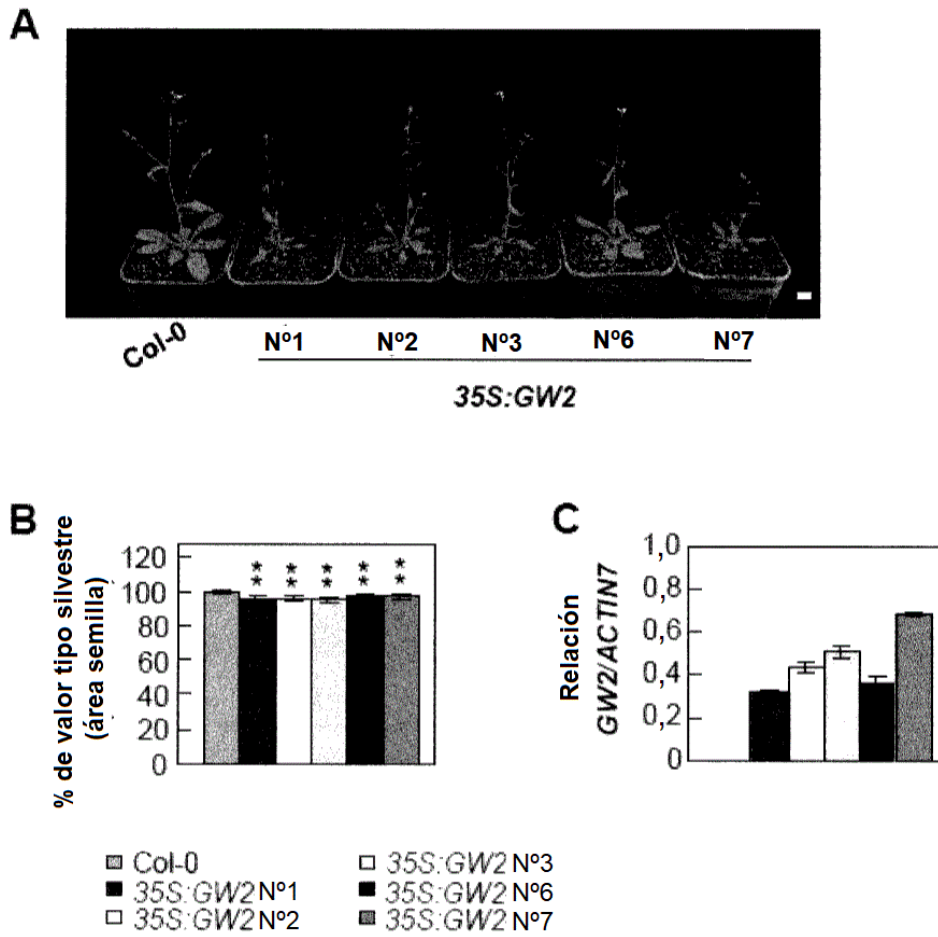 A
Col-0
Nº1 Nº2 Nº3 Nº6 Nº7
35S:GW2
B
% de valor tipo silvestre
(área semilla)
120
100
80
60
40
20
0
** ** ** ** **
C
Relación
GW2/ACTIN7
1,0
0,8
0,6
0,4
0,2
0
Col-0
35S:GW2 Nº1
35S:GW2 Nº2
35S:GW2 Nº3
35S:GW2 Nº6
35S:GW2 Nº7